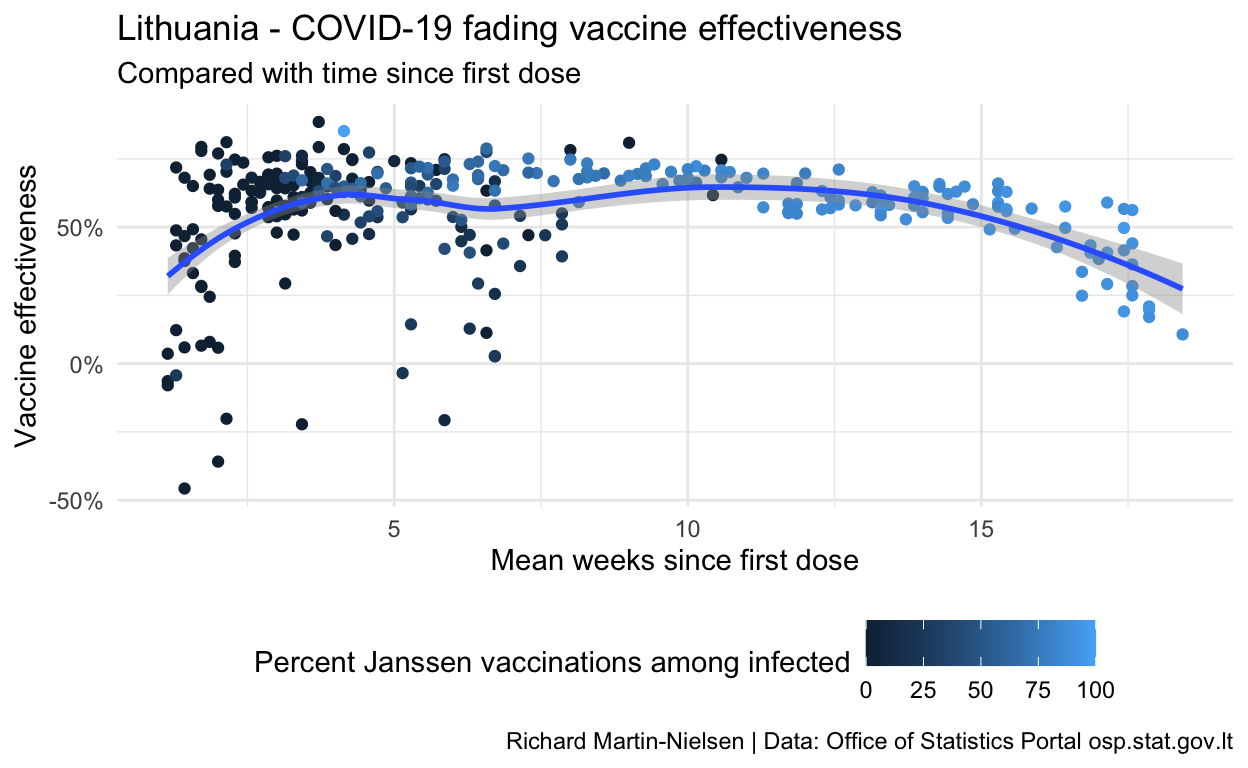 Lithuania - COVID-19 fading vaccine effectiveness
Compared with time since first dose
Vaccine effectiveness
50%
0%
-50%
5 10 15
Mean weeks since first dose
Percent Janssen vaccinations among infected
0 25 50 75 100
Richard Martin-Nielsen | Data: Office of Statistics Portal osp.stat.gov.lt